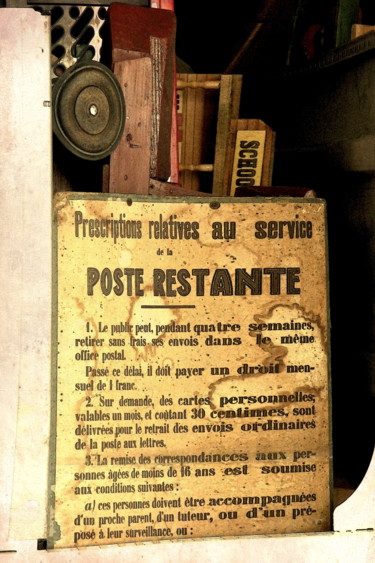 SCHOO
Prescriptions relatives au service
de la
POSTE RESTANTE
1. Le public peut, pendant quatre semaines,
retirer sans frais ses envois dans le même
office postal.
Passé ce délai, il doit payer un droit men-
suel de 1 franc.
2. Sur demande, des cartes personnelles,
valables un mois, et coûtant 30 centimes, sont
délivrées pour le retrait des envois ordinaires
de la poste aux lettres.
3. La remise des correspondances aux per-
sonnes âgées de moins de 16 ans est soumise
aux conditions suivantes :
a) ces personnes doivent être accompagnées
d'un proche parent, d'un tuteur, ou d'un pré-
posé à leur surveillance, ou :